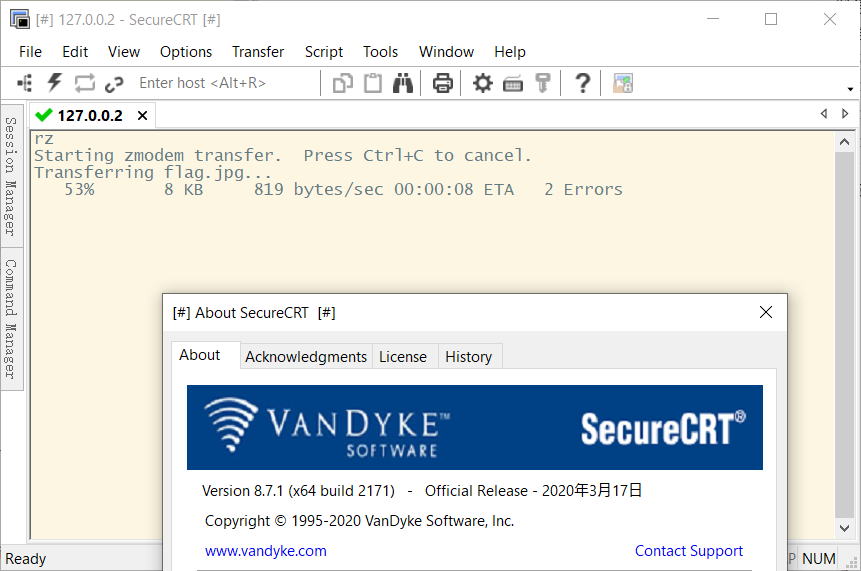 [#] 127.0.0.2 - SecureCRT [#]
File Edit View Options Transfer Script Tools Window Help
Enter host <Alt+R>
127.0.0.2
Session Manager
Command Manager
rz
Starting zmodem transfer.  Press Ctrl+C to cancel.
Transferring flag.jpg...
53%       8 KB     819 bytes/sec 00:00:08 ETA   2 Errors
[#] About SecureCRT [#]
About Acknowledgments License History
VANDYKE™
SOFTWARE
SecureCRT®
Version 8.7.1 (x64 build 2171)   -   Official Release - 2020年3月17日
Copyright © 1995-2020 VanDyke Software, Inc.
www.vandyke.com Contact Support
Ready NUM